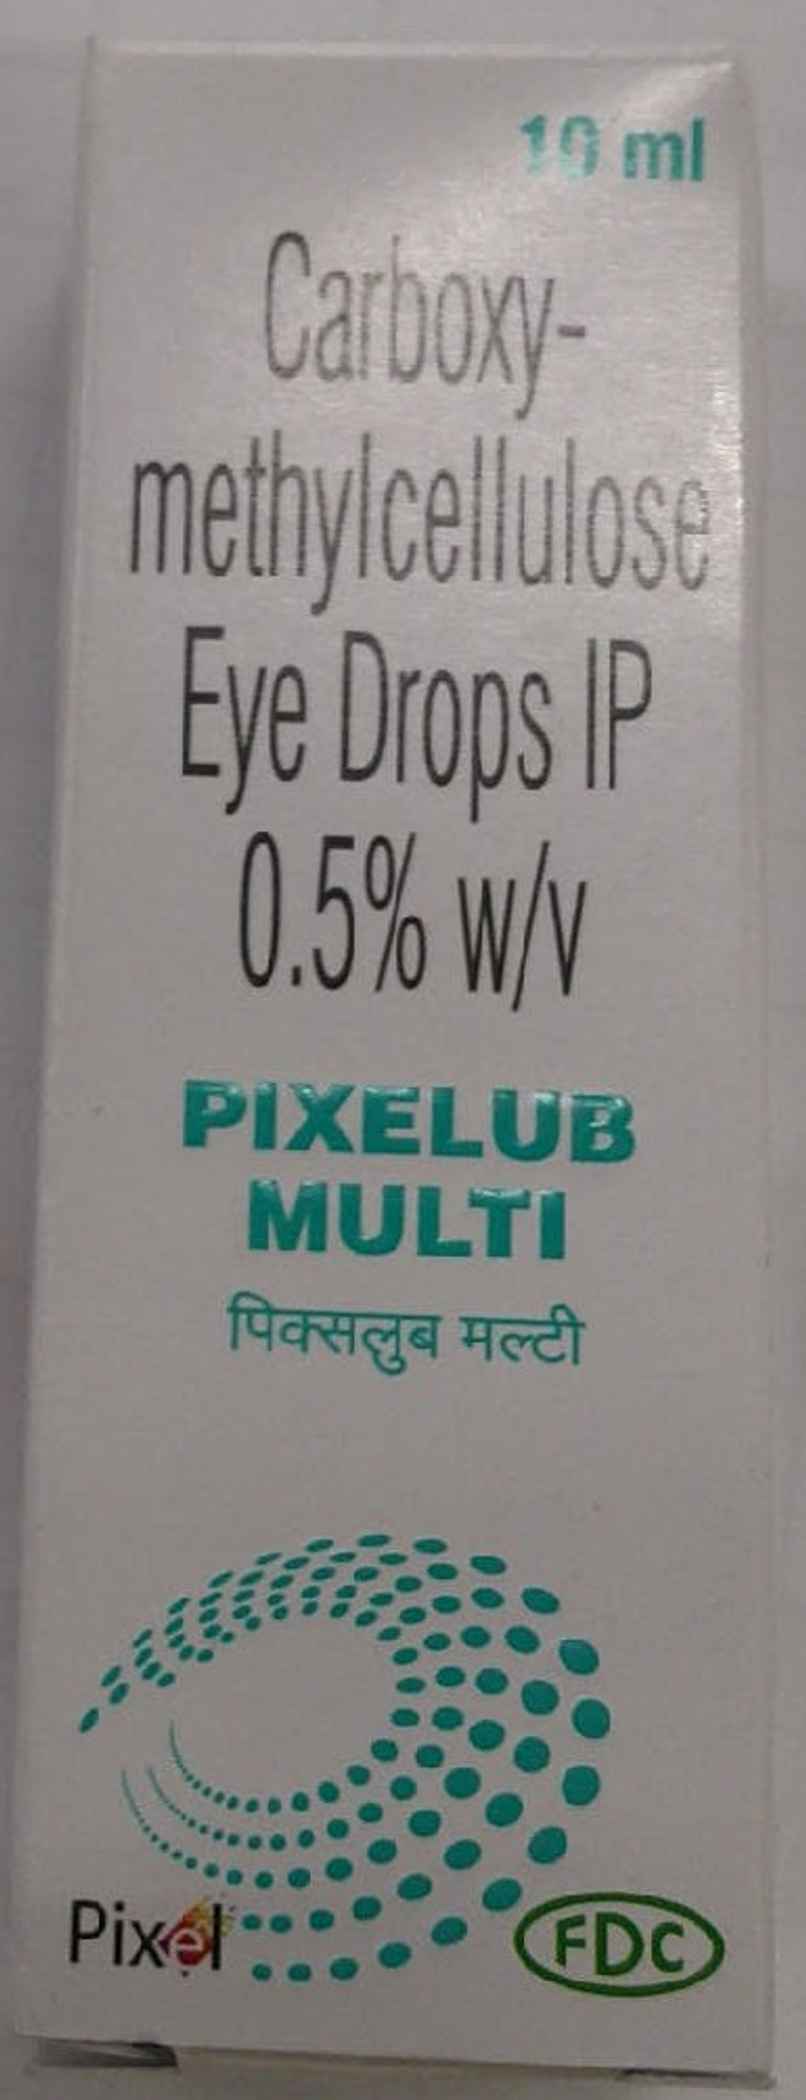 10 ml
Carboxy-
methylcellulose
Eye Drops IP
0.5% w/v
PIXELUB
MULTI
पिक्सलुब मल्टी
Pixel
FDC